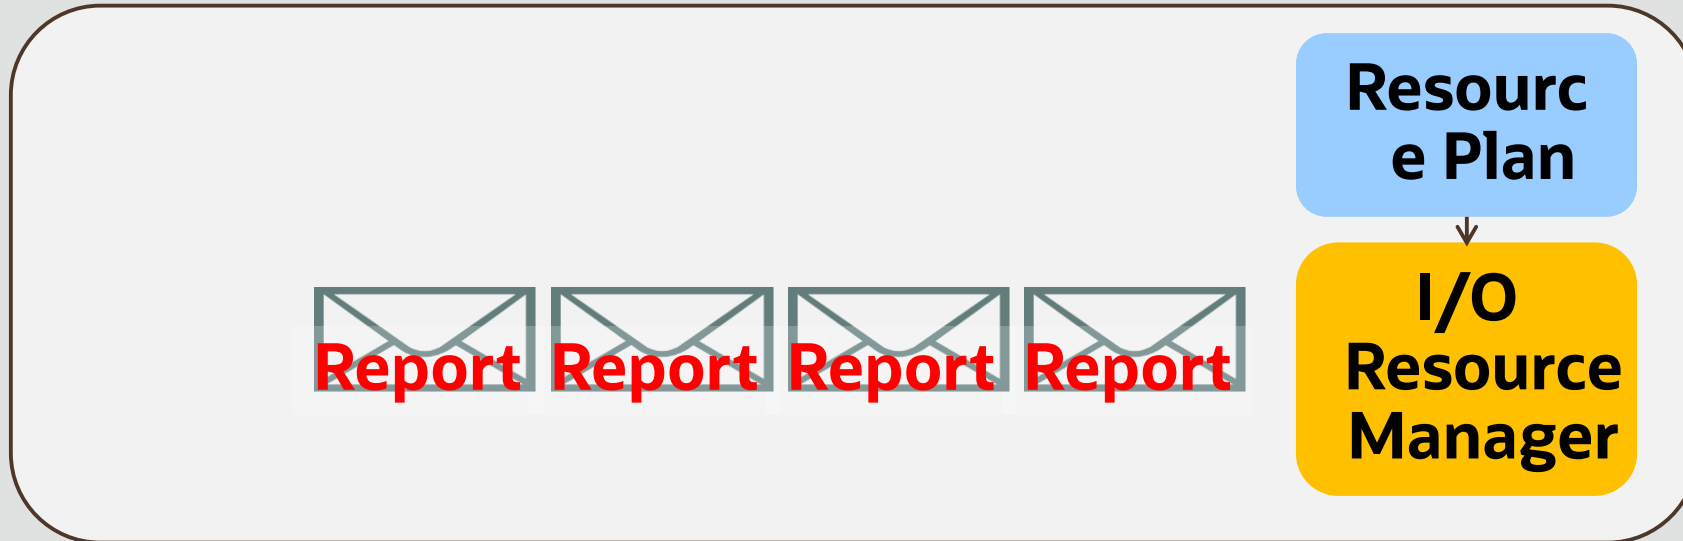 Resourc
e Plan
I/O
Resource
Manager
Report Report Report Report